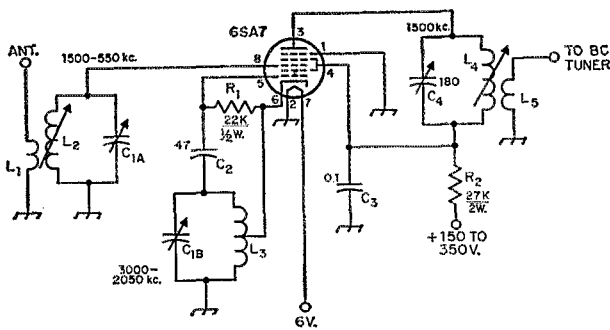 6SA7
ANT.
1500-550 kc.
1500kc.
TO BC
TUNER
3
1
8
4
5
6
2
7
R1
22K
½W.
L4
180
C4
L5
L1
L2
C1A
47
C2
0.1
C3
R2
27K
2W.
C1B
L3
3000-
2050 kc.
+150 TO
350V.
6V.